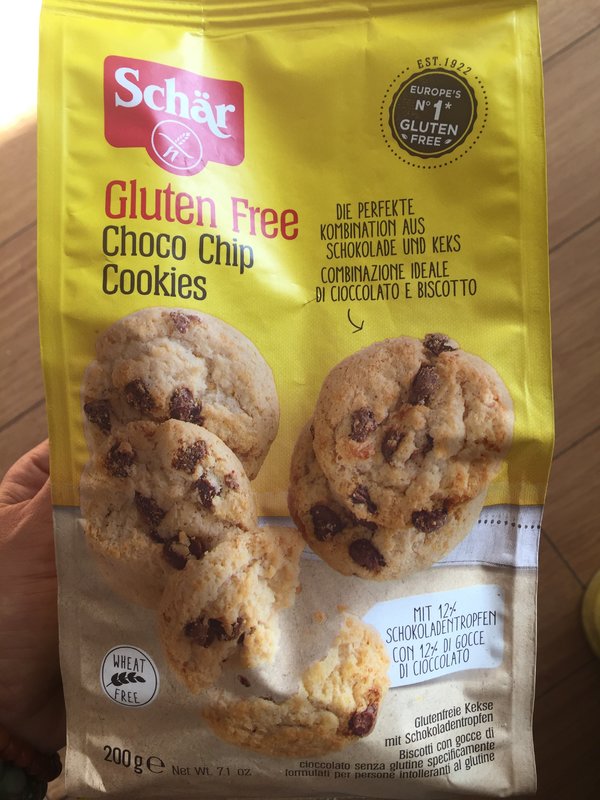 Schär
EST. 1922
EUROPE'S
Nº 1*
GLUTEN
FREE
Gluten Free
Choco Chip
Cookies
DIE PERFEKTE
KOMBINATION AUS
SCHOKOLADE UND KEKS
COMBINAZIONE IDEALE
DI CIOCCOLATO E BISCOTTO
MIT 12%
SCHOKOLADENTROPFEN
CON 12% DI GOCCE
DI CIOCCOLATO
WHEAT
FREE
Glutenfreie Kekse
mit Schokoladentropfen
Biscotti con gocce di
cioccolato senza glutine specificamente
formulati per persone intolleranti al glutine
200g e Net Wt. 7.1 oz